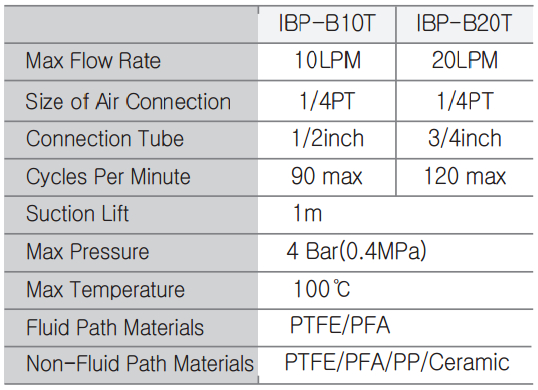 IBP-B10T IBP-B20T
Max Flow Rate 10LPM 20LPM
Size of Air Connection 1/4PT 1/4PT
Connection Tube 1/2inch 3/4inch
Cycles Per Minute 90 max 120 max
Suction Lift 1m
Max Pressure 4 Bar(0.4MPa)
Max Temperature 100℃
Fluid Path Materials PTFE/PFA
Non-Fluid Path Materials PTFE/PFA/PP/Ceramic